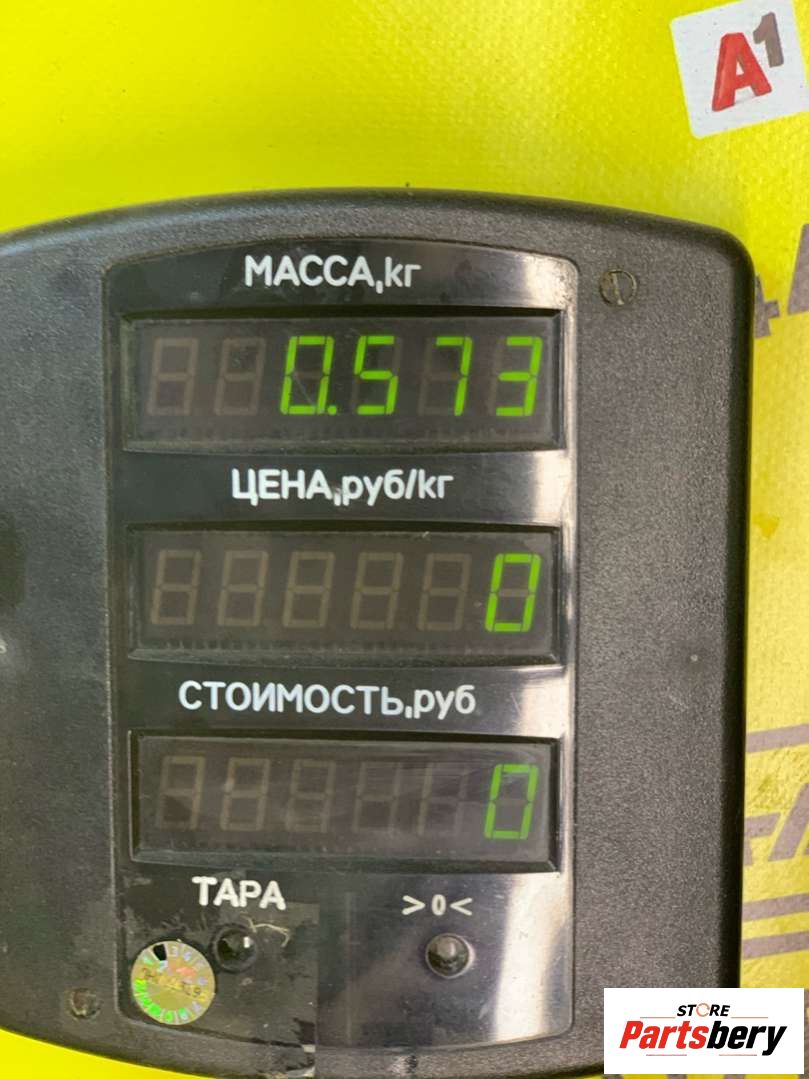 A1
МАССА,кг
0.573
ЦЕНА,руб/кг
0
СТОИМОСТЬ,руб
0
ТАРА >0<
STORE
Partsbery